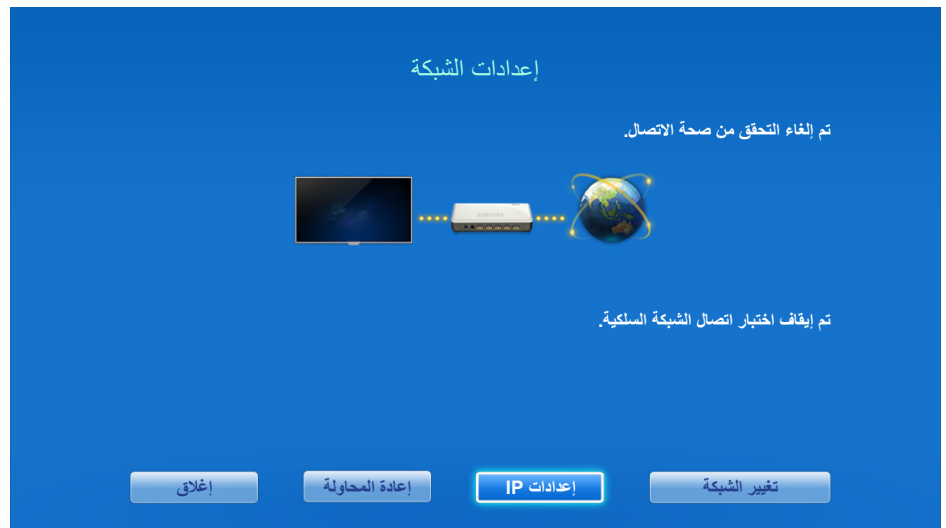 إعدادات الشبكة
تم إلغاء التحقق من صحة الاتصال.
SAMSUNG
تم إيقاف اختبار اتصال الشبكة السلكية.
تغيير الشبكة
إعدادات IP
إعادة المحاولة
إغلاق